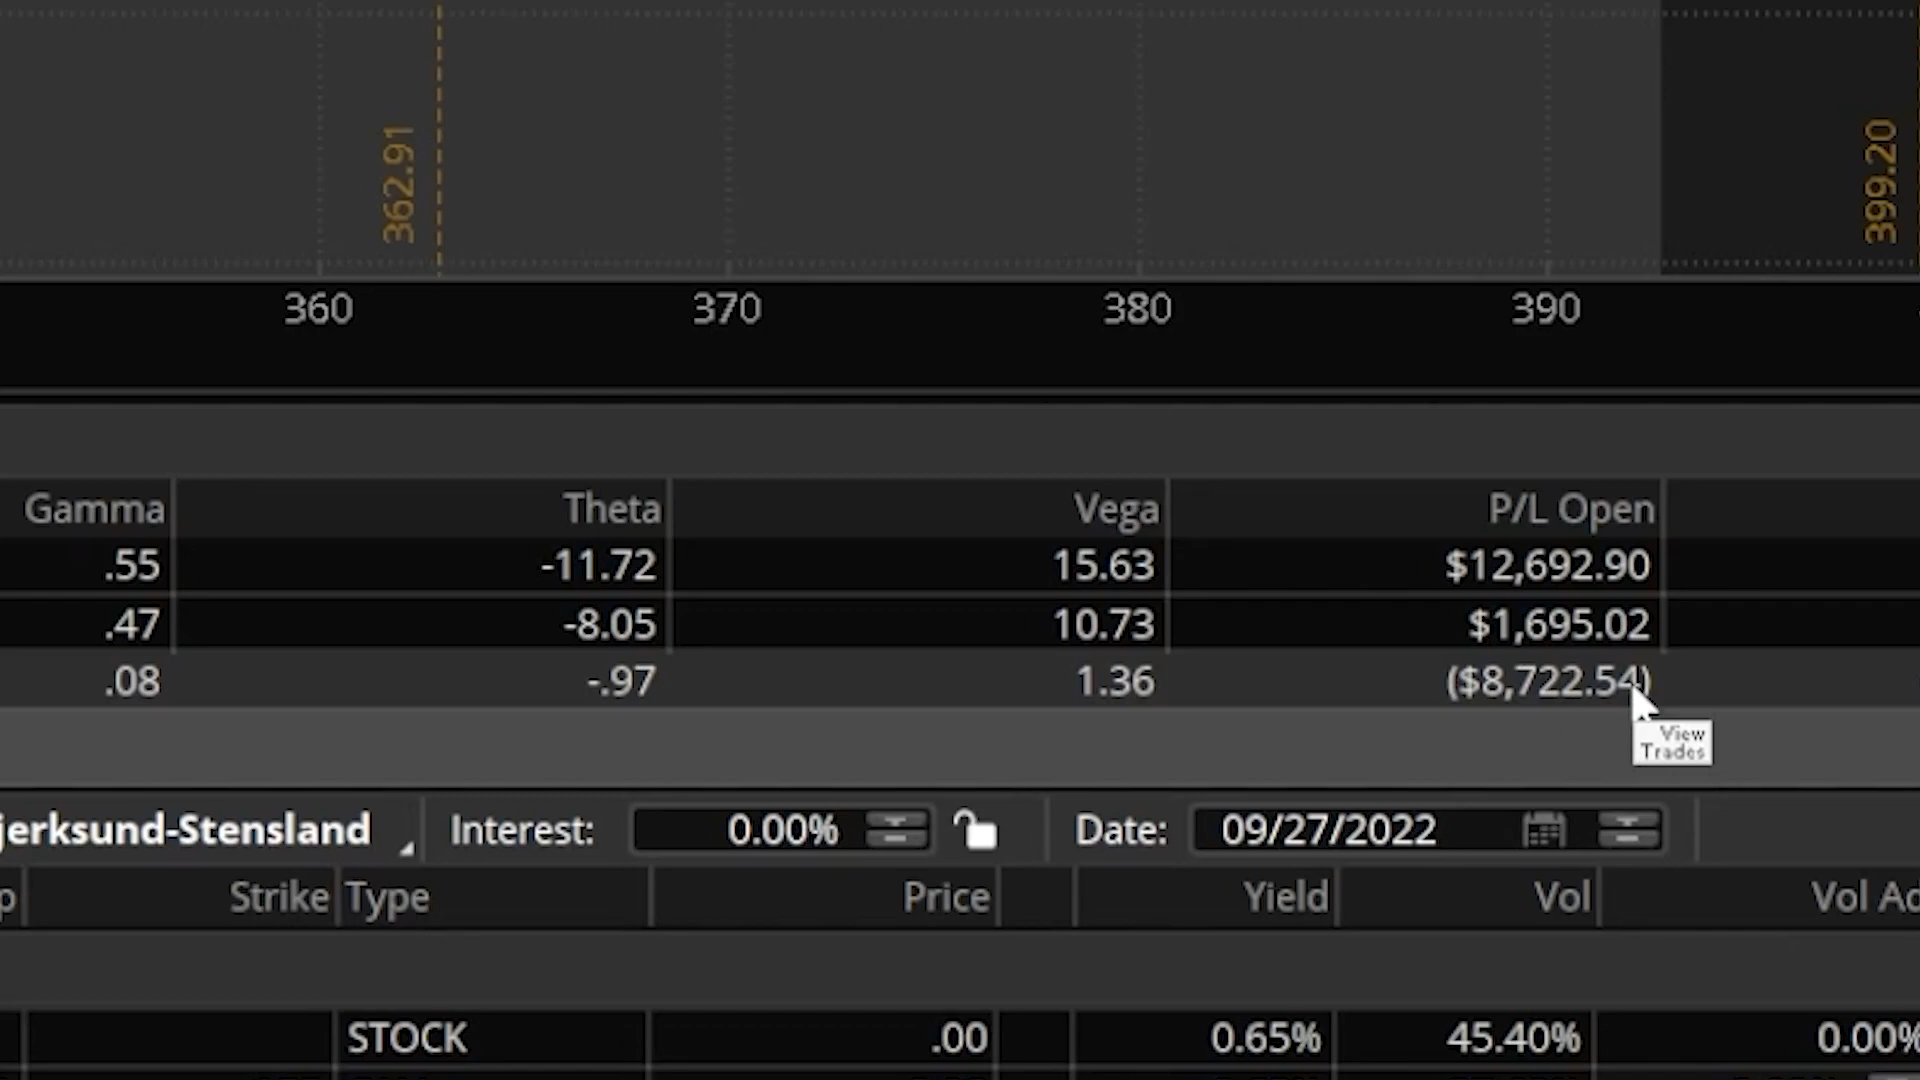 362.91
399.20
360 370 380 390
Gamma Theta Vega P/L Open
.55 -11.72 15.63 $12,692.90
.47 -8.05 10.73 $1,695.02
.08 -.97 1.36 ($8,722.54)
View
Trades
jerksund-Stensland Interest: 0.00% Date: 09/27/2022
p Strike Type Price Yield Vol Vol Ad
STOCK .00 0.65% 45.40% 0.00%